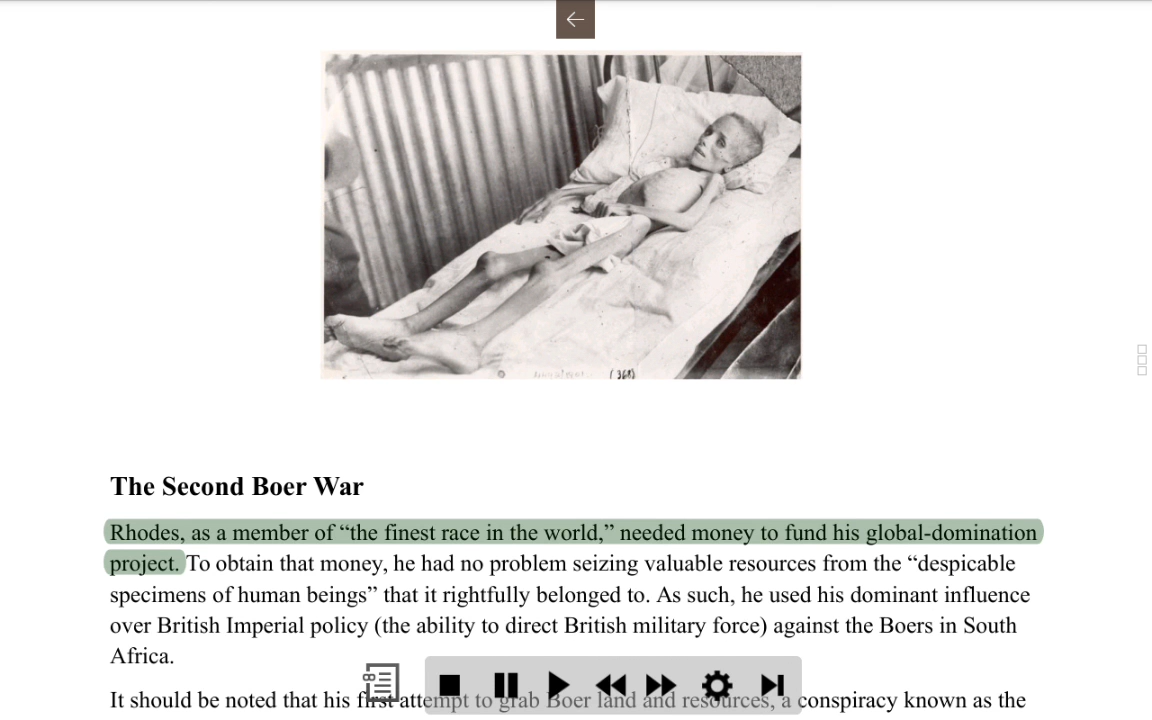 (368)
The Second Boer War
Rhodes, as a member of “the finest race in the world,” needed money to fund his global-domination
project. To obtain that money, he had no problem seizing valuable resources from the “despicable
specimens of human beings” that it rightfully belonged to. As such, he used his dominant influence
over British Imperial policy (the ability to direct British military force) against the Boers in South
Africa.
It should be noted that his first attempt to grab Boer land and resources, a conspiracy known as the